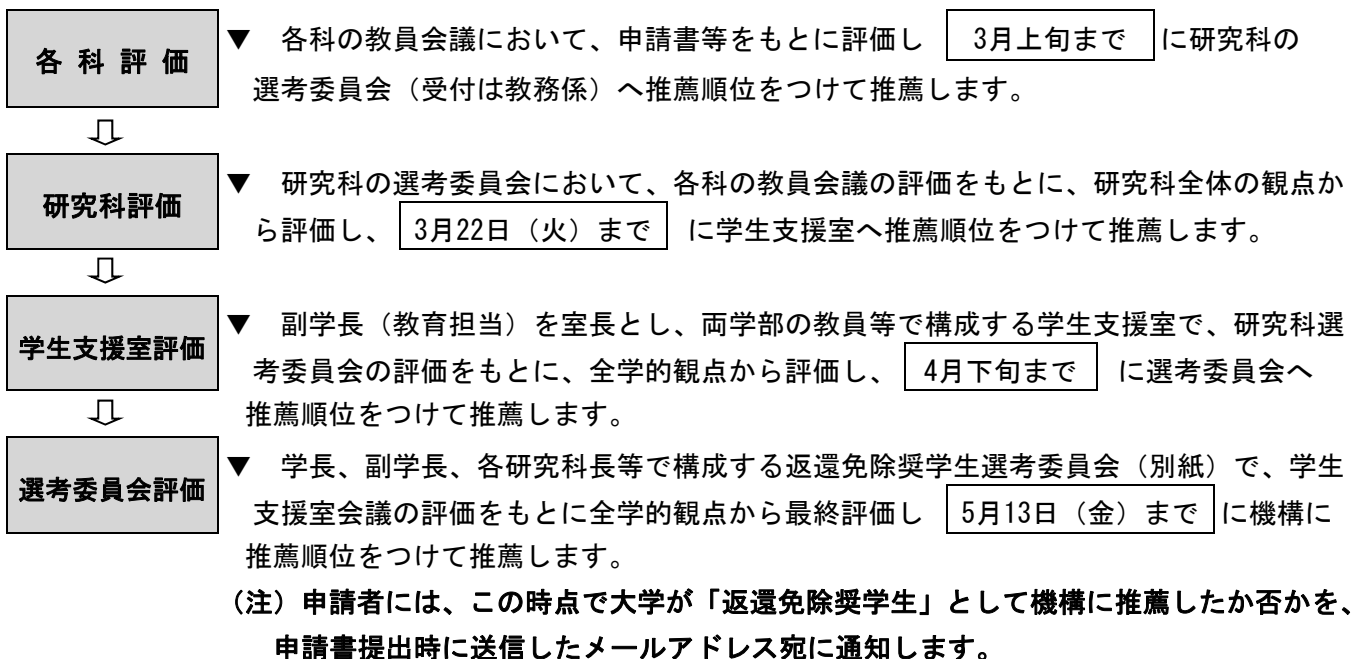 各 科 評 価
▼　各科の教員会議において、申請書等をもとに評価し　3月上旬まで　に研究科の
選考委員会（受付は教務係）へ推薦順位をつけて推薦します。
⇩
研究科評価
▼　研究科の選考委員会において、各科の教員会議の評価をもとに、研究科全体の観点か
ら評価し、　3月22日（火）まで　に学生支援室へ推薦順位をつけて推薦します。
⇩
学生支援室評価
▼　副学長（教育担当）を室長とし、両学部の教員等で構成する学生支援室で、研究科選
考委員会の評価をもとに、全学的観点から評価し、　4月下旬まで　に選考委員会へ
推薦順位をつけて推薦します。
⇩
選考委員会評価
▼　学長、副学長、各研究科長等で構成する返還免除奨学生選考委員会（別紙）で、学生
支援室会議の評価をもとに全学的観点から最終評価し　5月13日（金）まで　に機構に
推薦順位をつけて推薦します。
（注）申請者には、この時点で大学が「返還免除奨学生」として機構に推薦したか否かを、
申請書提出時に送信したメールアドレス宛に通知します。